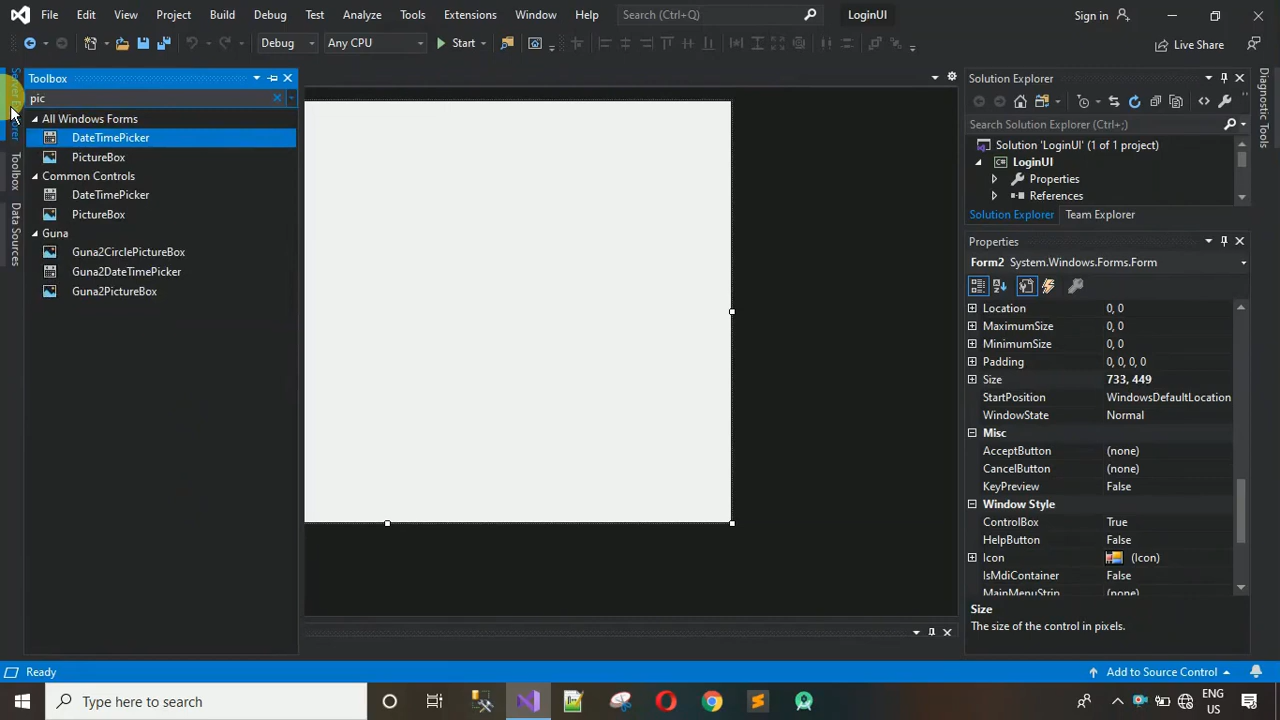 File Edit View Project Build Debug Test Analyze Tools Extensions Window Help Search (Ctrl+Q) LoginUI Sign in
Debug Any CPU Start Live Share
Server Explorer
Toolbox
Data Sources
Toolbox
pic
All Windows Forms
DateTimePicker
PictureBox
Common Controls
DateTimePicker
PictureBox
Guna
Guna2CirclePictureBox
Guna2DateTimePicker
Guna2PictureBox
Solution Explorer
Search Solution Explorer (Ctrl+;)
Solution 'LoginUI' (1 of 1 project)
C# LoginUI
Properties
References
Solution Explorer Team Explorer
Properties
Form2 System.Windows.Forms.Form
Location 0, 0
MaximumSize 0, 0
MinimumSize 0, 0
Padding 0, 0, 0, 0
Size 733, 449
StartPosition WindowsDefaultLocation
WindowState Normal
Misc
AcceptButton (none)
CancelButton (none)
KeyPreview False
Window Style
ControlBox True
HelpButton False
Icon (Icon)
IsMdiContainer False
MainMenuStrip (none)
Size
The size of the control in pixels.
Diagnostic Tools
Ready Add to Source Control
Type here to search ENG
US